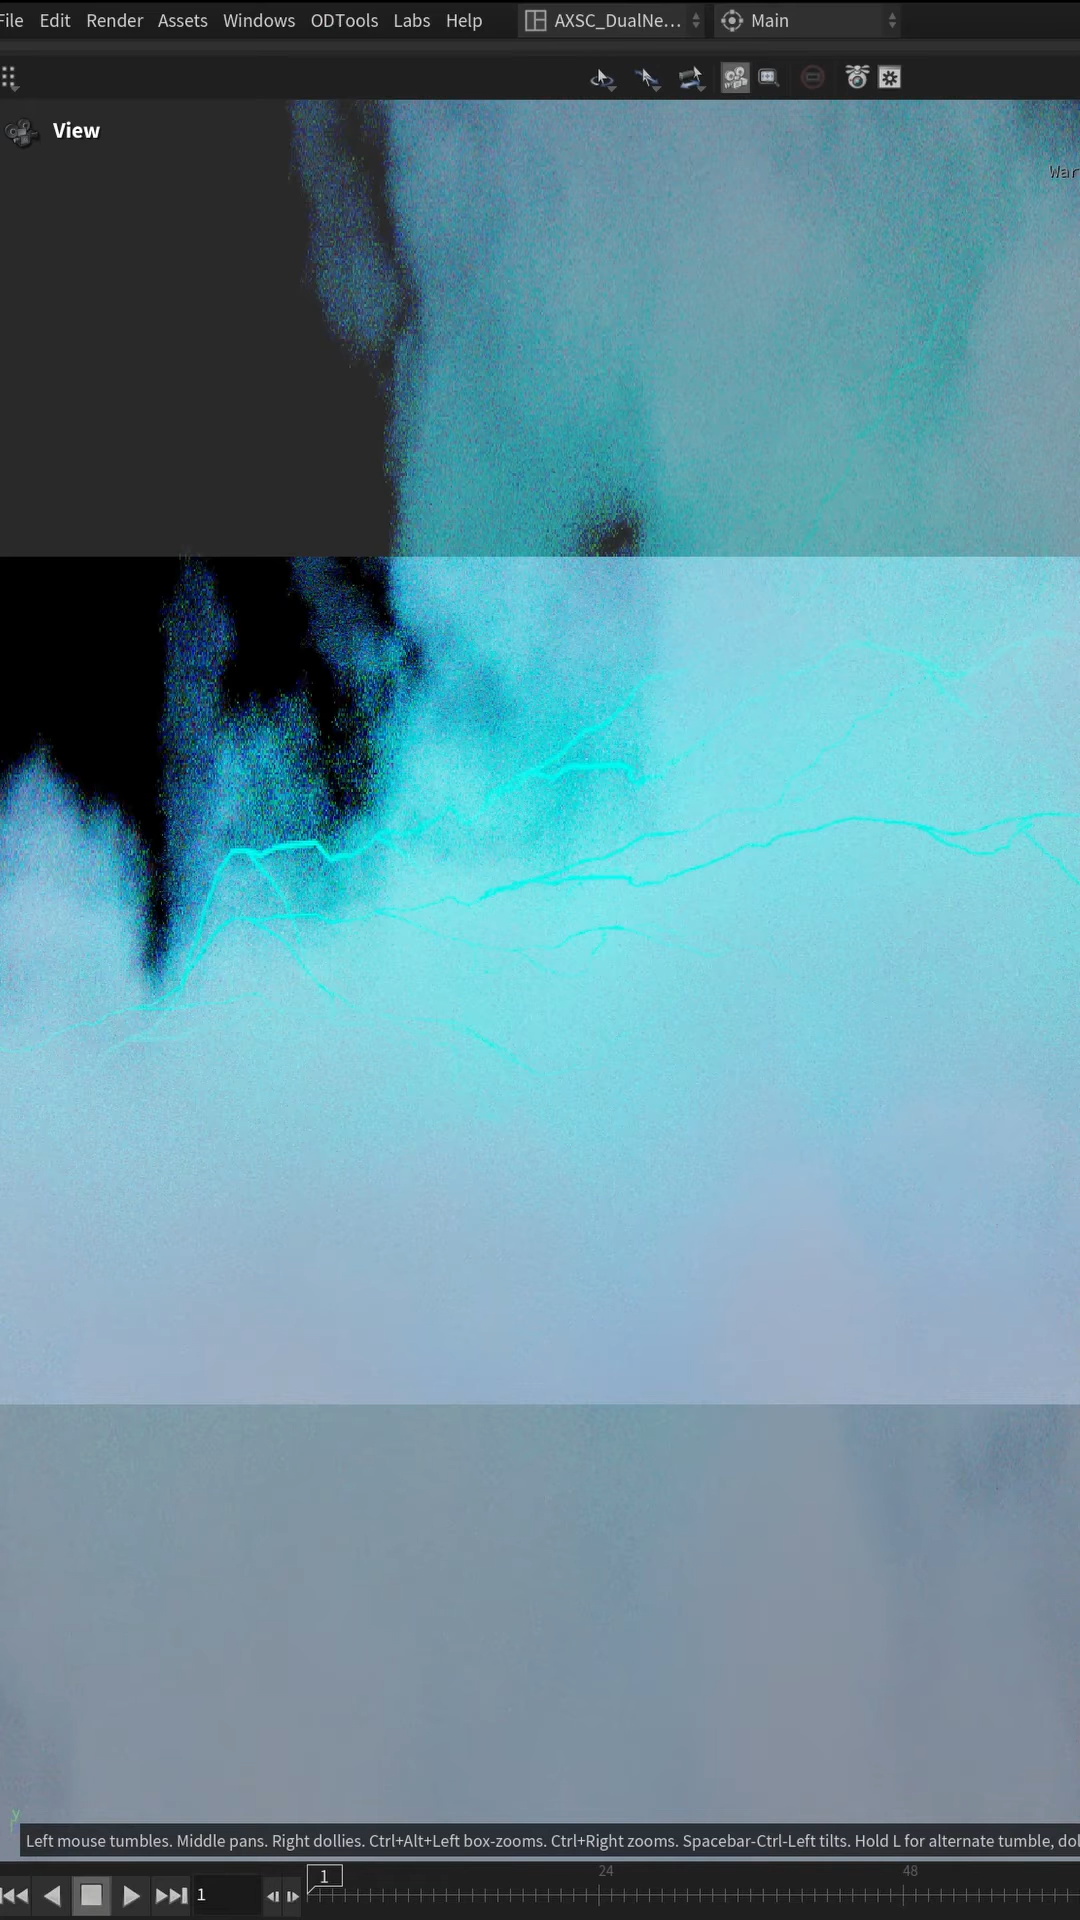 File Edit Render Assets Windows ODTools Labs Help AXSC_DualNe... Main
View
War
Left mouse tumbles. Middle pans. Right dollies. Ctrl+Alt+Left box-zooms. Ctrl+Right zooms. Spacebar-Ctrl-Left tilts. Hold L for alternate tumble, dol
y
1 24 48
1